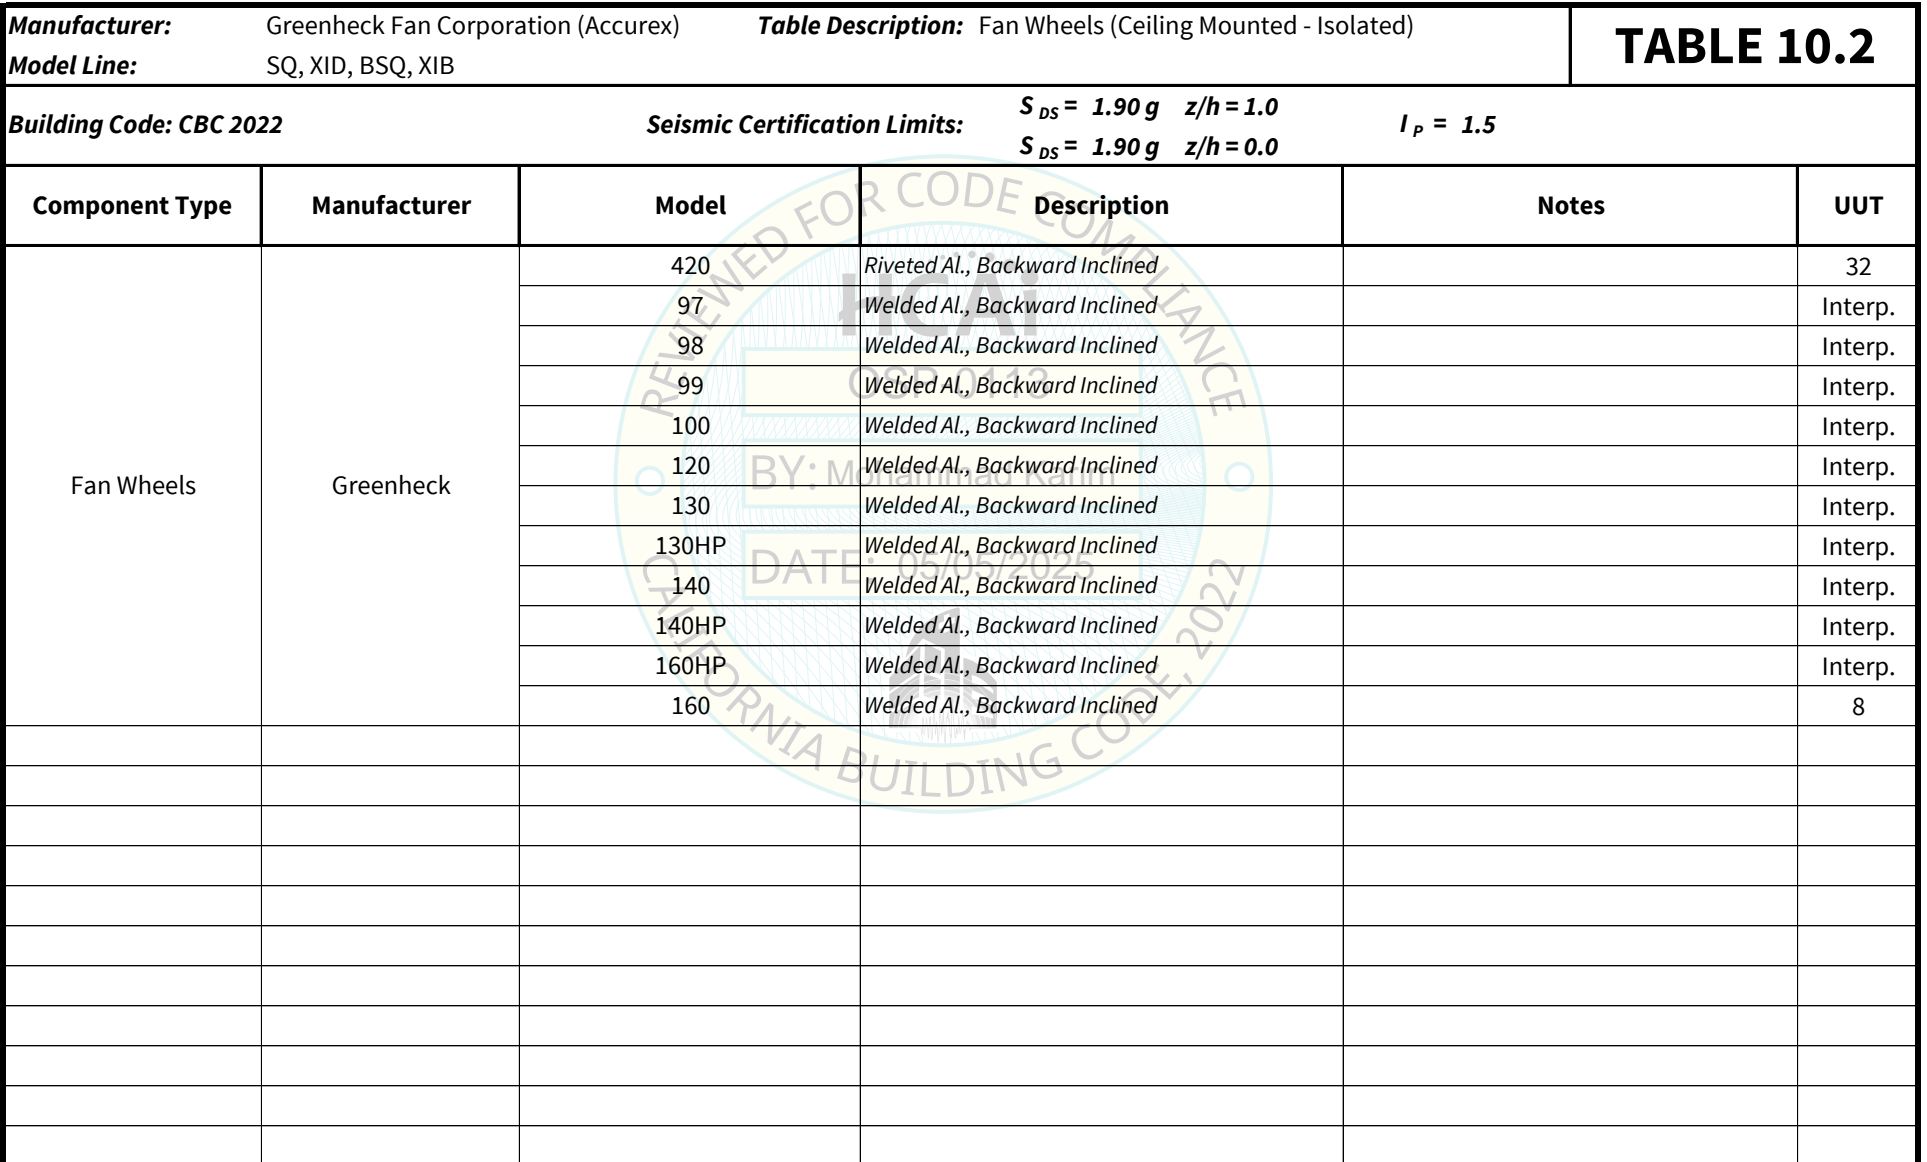 Manufacturer: Greenheck Fan Corporation (Accurex) Table Description: Fan Wheels (Ceiling Mounted - Isolated)
TABLE 10.2
Model Line: SQ, XID, BSQ, XIB
Building Code: CBC 2022 Seismic Certification Limits:
S DS = 1.90 g z/h = 1.0
S DS = 1.90 g z/h = 0.0
I P = 1.5
Component Type Manufacturer Model Description Notes UUT
Fan Wheels Greenheck
420 Riveted Al., Backward Inclined 32
97 Welded Al., Backward Inclined Interp.
98 Welded Al., Backward Inclined Interp.
99 Welded Al., Backward Inclined Interp.
100 Welded Al., Backward Inclined Interp.
120 Welded Al., Backward Inclined Interp.
130 Welded Al., Backward Inclined Interp.
130HP Welded Al., Backward Inclined Interp.
140 Welded Al., Backward Inclined Interp.
140HP Welded Al., Backward Inclined Interp.
160HP Welded Al., Backward Inclined Interp.
160 Welded Al., Backward Inclined 8
REVIEWED FOR CODE COMPLIANCE
HCAi
OSP-0113
BY: Mohammad Karim
DATE: 05/05/2025
CALIFORNIA BUILDING CODE, 2022